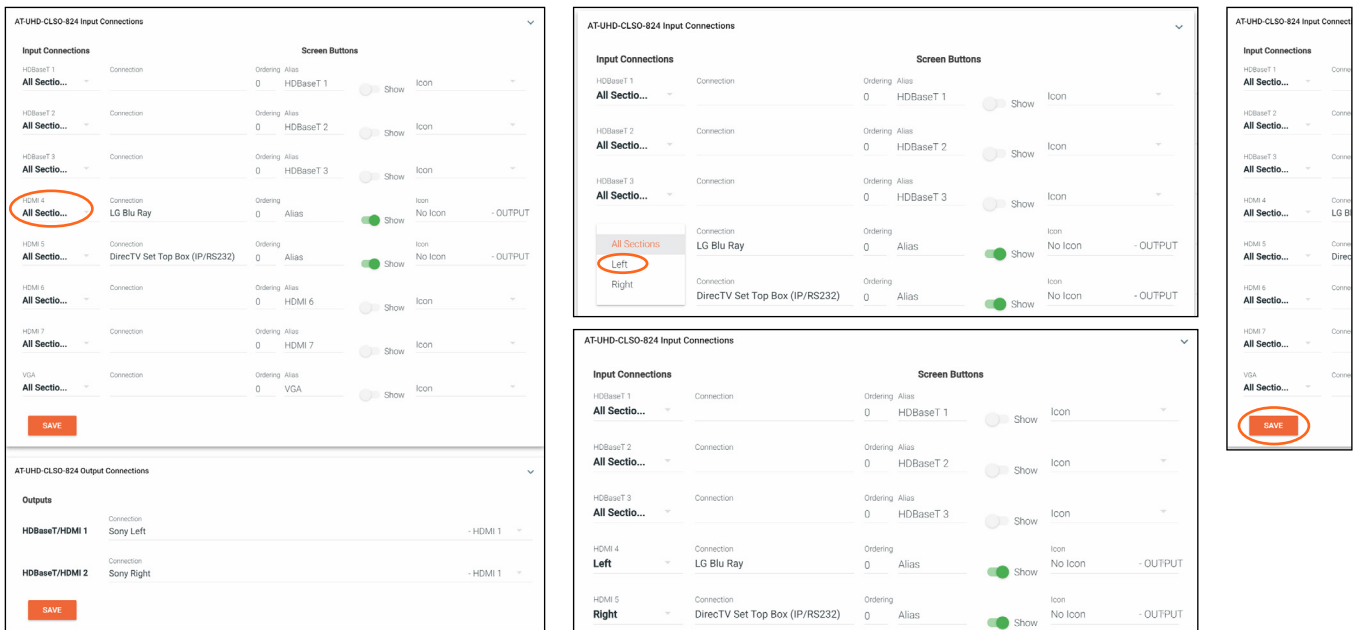 AT-UHD-CLSO-824 Input Connections
Input Connections Screen Buttons
HDBaseT 1 Connection Ordering Alias
All Sectio... 0 HDBaseT 1 Show Icon
HDBaseT 2 Connection Ordering Alias
All Sectio... 0 HDBaseT 2 Show Icon
HDBaseT 3 Connection Ordering Alias
All Sectio... 0 HDBaseT 3 Show Icon
HDMI 4 Connection Ordering Icon
All Sectio... LG Blu Ray 0 Alias Show No Icon - OUTPUT
HDMI 5 Connection Ordering Icon
All Sectio... DirecTV Set Top Box (IP/RS232) 0 Alias Show No Icon - OUTPUT
HDMI 6 Connection Ordering Alias
All Sectio... 0 HDMI 6 Show Icon
HDMI 7 Connection Ordering Alias
All Sectio... 0 HDMI 7 Show Icon
VGA Connection Ordering Alias
All Sectio... 0 VGA Show Icon
SAVE
AT-UHD-CLSO-824 Output Connections
Outputs
Connection
HDBaseT/HDMI 1 Sony Left - HDMI 1
Connection
HDBaseT/HDMI 2 Sony Right - HDMI 1
SAVE
AT-UHD-CLSO-824 Input Connections
Input Connections Screen Buttons
HDBaseT 1 Connection Ordering Alias
All Sectio... 0 HDBaseT 1 Show Icon
HDBaseT 2 Connection Ordering Alias
All Sectio... 0 HDBaseT 2 Show Icon
HDBaseT 3 Connection Ordering Alias
All Sectio... 0 HDBaseT 3 Show Icon
Connection Ordering Icon
All Sections LG Blu Ray 0 Alias Show No Icon - OUTPUT
Left
Right
Connection Ordering Icon
DirecTV Set Top Box (IP/RS232) 0 Alias Show No Icon - OUTPUT
AT-UHD-CLSO-824 Input Connections
Input Connections Screen Buttons
HDBaseT 1 Connection Ordering Alias
All Sectio... 0 HDBaseT 1 Show Icon
HDBaseT 2 Connection Ordering Alias
All Sectio... 0 HDBaseT 2 Show Icon
HDBaseT 3 Connection Ordering Alias
All Sectio... 0 HDBaseT 3 Show Icon
HDMI 4 Connection Ordering Icon
Left LG Blu Ray 0 Alias Show No Icon - OUTPUT
HDMI 5 Connection Ordering Icon
Right DirecTV Set Top Box (IP/RS232) 0 Alias Show No Icon - OUTPUT
AT-UHD-CLSO-824 Input Connect
Input Connections
HDBaseT 1 Conne
All Sectio...
HDBaseT 2 Conne
All Sectio...
HDBaseT 3 Conne
All Sectio...
HDMI 4 Conne
All Sectio... LG Bl
HDMI 5 Conne
All Sectio... Direc
HDMI 6 Conne
All Sectio...
HDMI 7 Conne
All Sectio...
VGA Conne
All Sectio...
SAVE